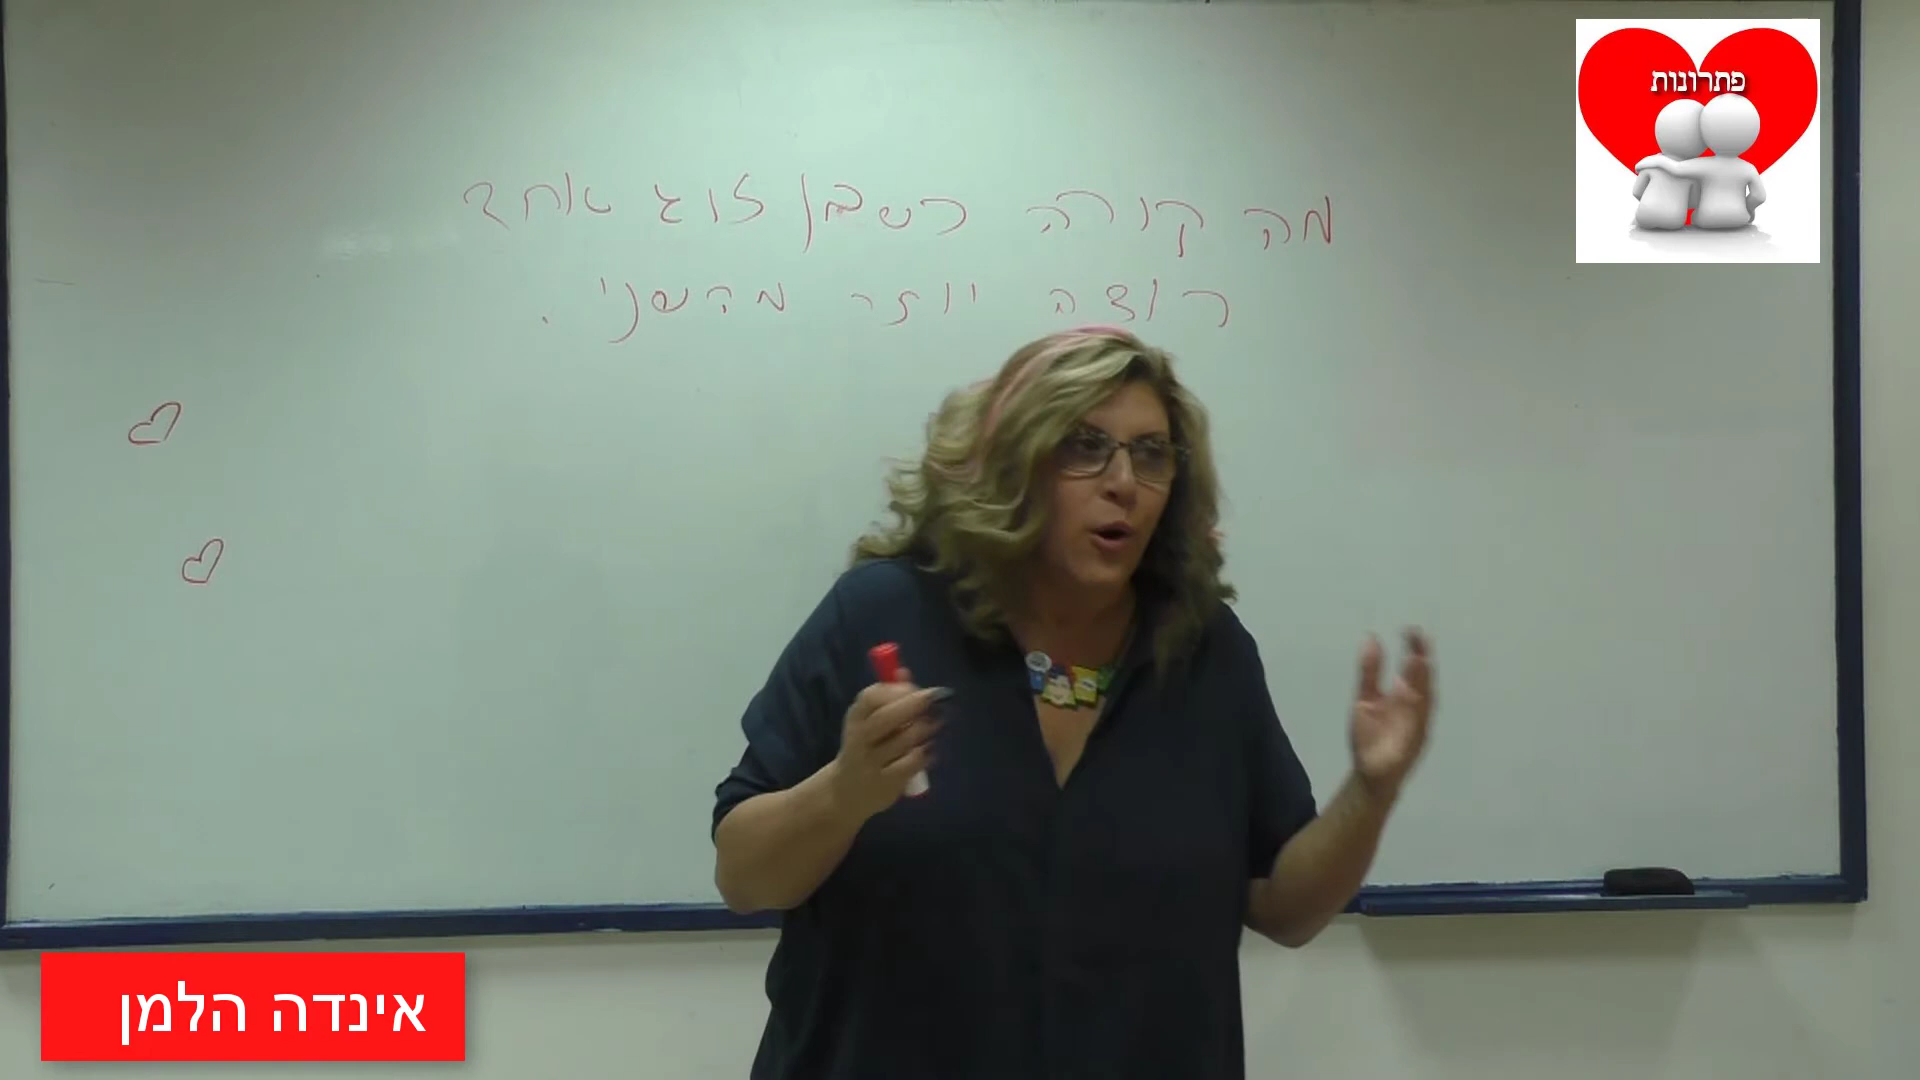 פתרונות
מה קורה כשבן זוג אחד
רוצה יותר מהשני.
אינדה הלמן